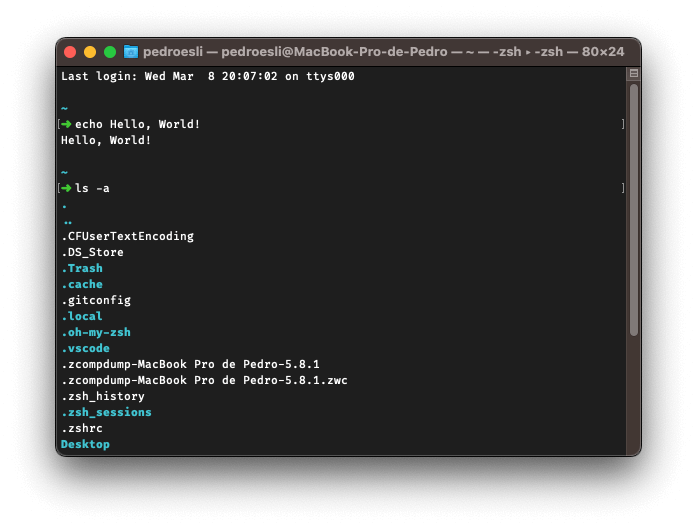 pedroesli — pedroesli@MacBook-Pro-de-Pedro — ~ — -zsh ▸ -zsh — 80×24
Last login: Wed Mar  8 20:07:02 on ttys000
~
[➜ echo Hello, World! ]
Hello, World!
~
[➜ ls -a ]
.
..
.CFUserTextEncoding
.DS_Store
.Trash
.cache
.gitconfig
.local
.oh-my-zsh
.vscode
.zcompdump-MacBook Pro de Pedro-5.8.1
.zcompdump-MacBook Pro de Pedro-5.8.1.zwc
.zsh_history
.zsh_sessions
.zshrc
Desktop